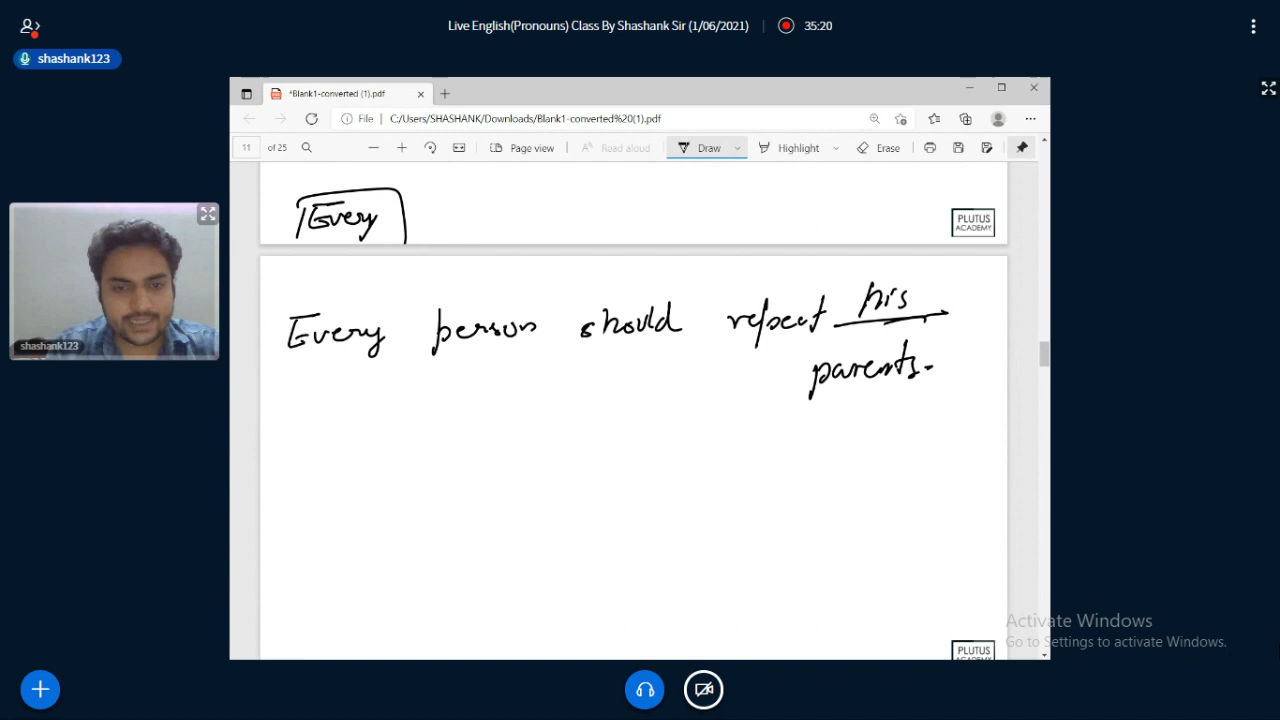 Live English(Pronouns) Class By Shashank Sir (1/06/2021)
35:20
shashank123
*Blank1-converted (1).pdf
File
C:/Users/SHASHANK/Downloads/Blank1-converted%20(1).pdf
11 of 25
Page view
Read aloud
Draw
Highlight
Erase
Every
PLUTUS
ACADEMY
shashank123
Every person should repeat his
parents.
Activate Windows
Go to Settings to activate Windows.
PLUTUS
ACADEMY